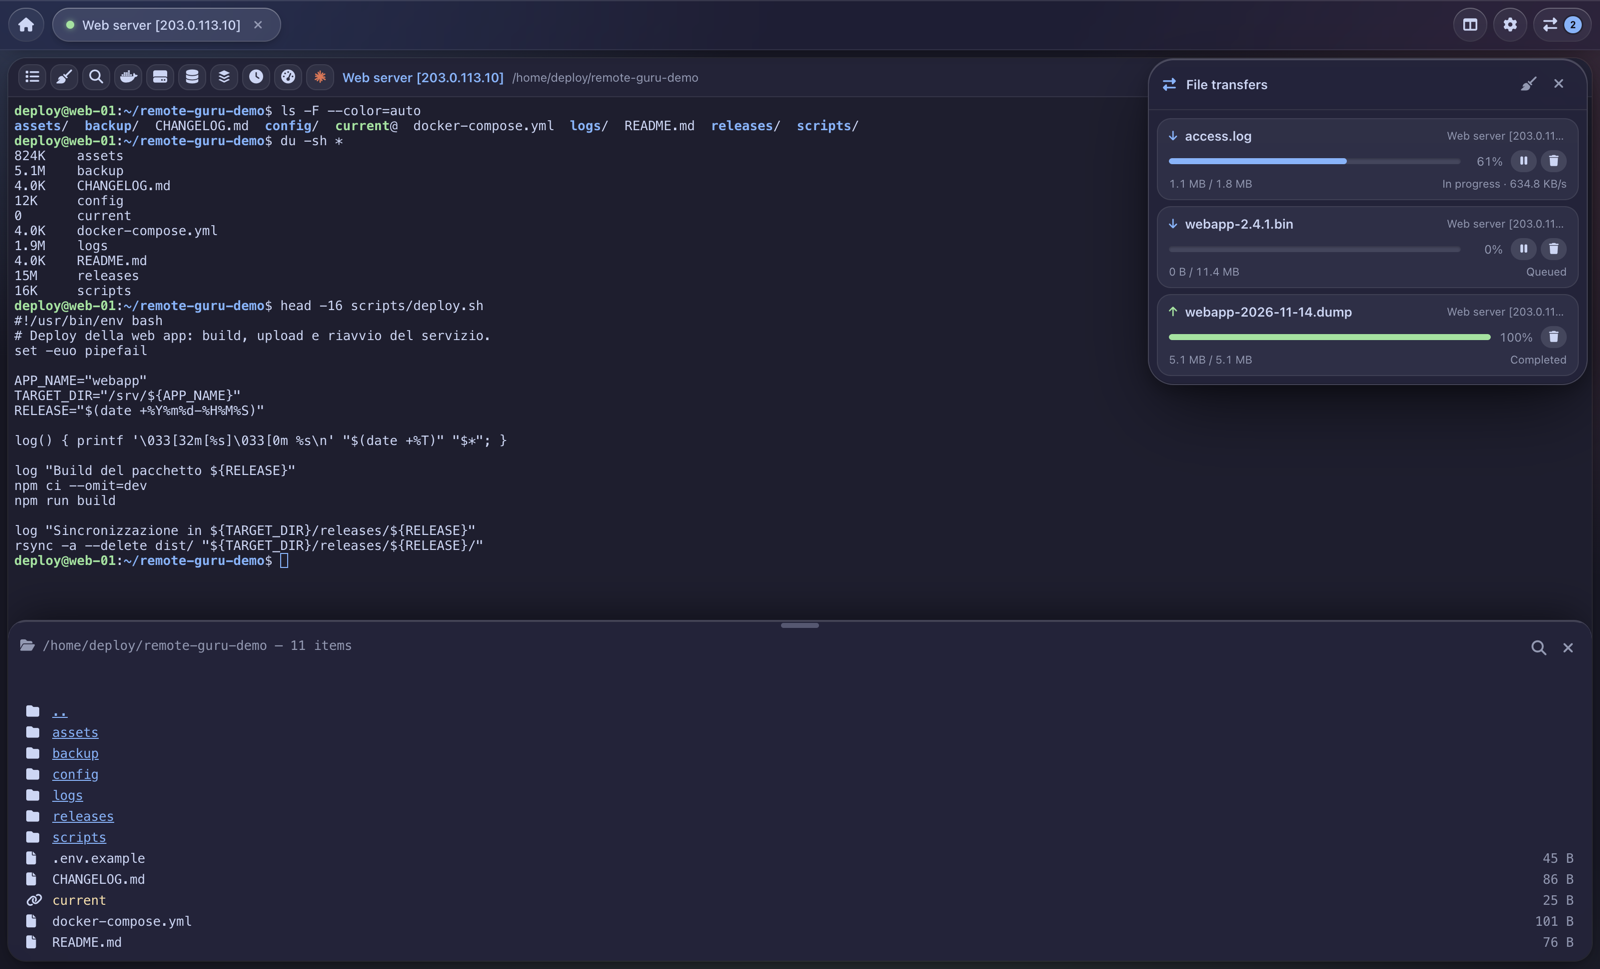 Web server [203.0.113.10]
2
Web server [203.0.113.10] /home/deploy/remote-guru-demo
deploy@web-01:~/remote-guru-demo$ ls -F --color=auto
assets/  backup/  CHANGELOG.md  config/  current@  docker-compose.yml  logs/  README.md  releases/  scripts/
deploy@web-01:~/remote-guru-demo$ du -sh *
824K    assets
5.1M    backup
4.0K    CHANGELOG.md
12K     config
0       current
4.0K    docker-compose.yml
1.9M    logs
4.0K    README.md
15M     releases
16K     scripts
deploy@web-01:~/remote-guru-demo$ head -16 scripts/deploy.sh
#!/usr/bin/env bash
# Deploy della web app: build, upload e riavvio del servizio.
set -euo pipefail
APP_NAME="webapp"
TARGET_DIR="/srv/${APP_NAME}"
RELEASE="$(date +%Y%m%d-%H%M%S)"
log() { printf '\033[32m[%s]\033[0m %s\n' "$(date +%T)" "$*"; }
log "Build del pacchetto ${RELEASE}"
npm ci --omit=dev
npm run build
log "Sincronizzazione in ${TARGET_DIR}/releases/${RELEASE}"
rsync -a --delete dist/ "${TARGET_DIR}/releases/${RELEASE}/"
deploy@web-01:~/remote-guru-demo$
File transfers
access.log Web server [203.0.11...
61%
1.1 MB / 1.8 MB In progress · 634.8 KB/s
webapp-2.4.1.bin Web server [203.0.11...
0%
0 B / 11.4 MB Queued
webapp-2026-11-14.dump Web server [203.0.11...
100%
5.1 MB / 5.1 MB Completed
/home/deploy/remote-guru-demo — 11 items
..
assets
backup
config
logs
releases
scripts
.env.example 45 B
CHANGELOG.md 86 B
current 25 B
docker-compose.yml 101 B
README.md 76 B